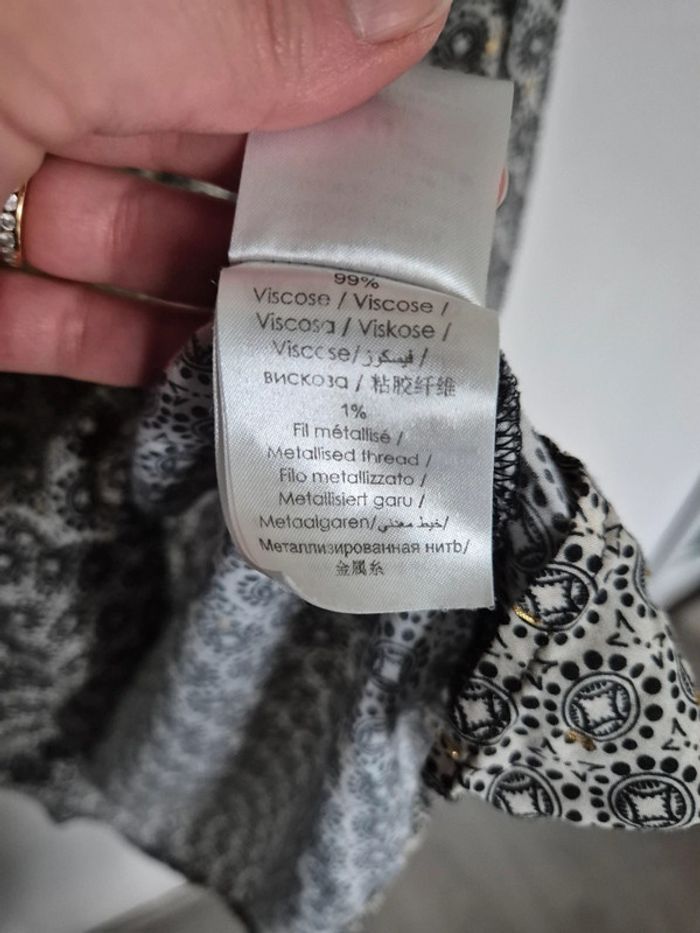 99%
Viscose / Viscose /
Viscosa / Viskose /
Viscose/فيسكوز /
вискоза / 粘胶纤维
1%
Fil métallisé /
Metallised thread /
Filo metallizzato /
Metallisiert garu /
Metaalgaren/خيط معدني/
Металлизированная нить/
金属糸